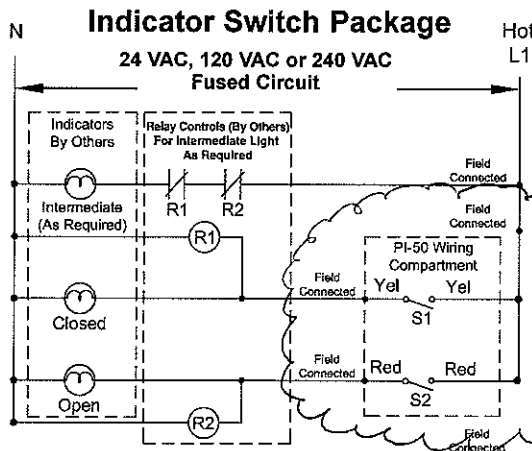 Indicator Switch Package
N
Hot
L1
24 VAC, 120 VAC or 240 VAC
Fused Circuit
Indicators
By Others
Relay Controls (By Others)
For Intermediate Light
As Required
Intermediate
(As Required)
R1
R2
Field
Connected
Field
Connected
R1
PI-50 Wiring
Compartment
Field
Connected
Yel
Yel
S1
Closed
Field
Connected
Red
Red
S2
Open
R2
Field
Connected